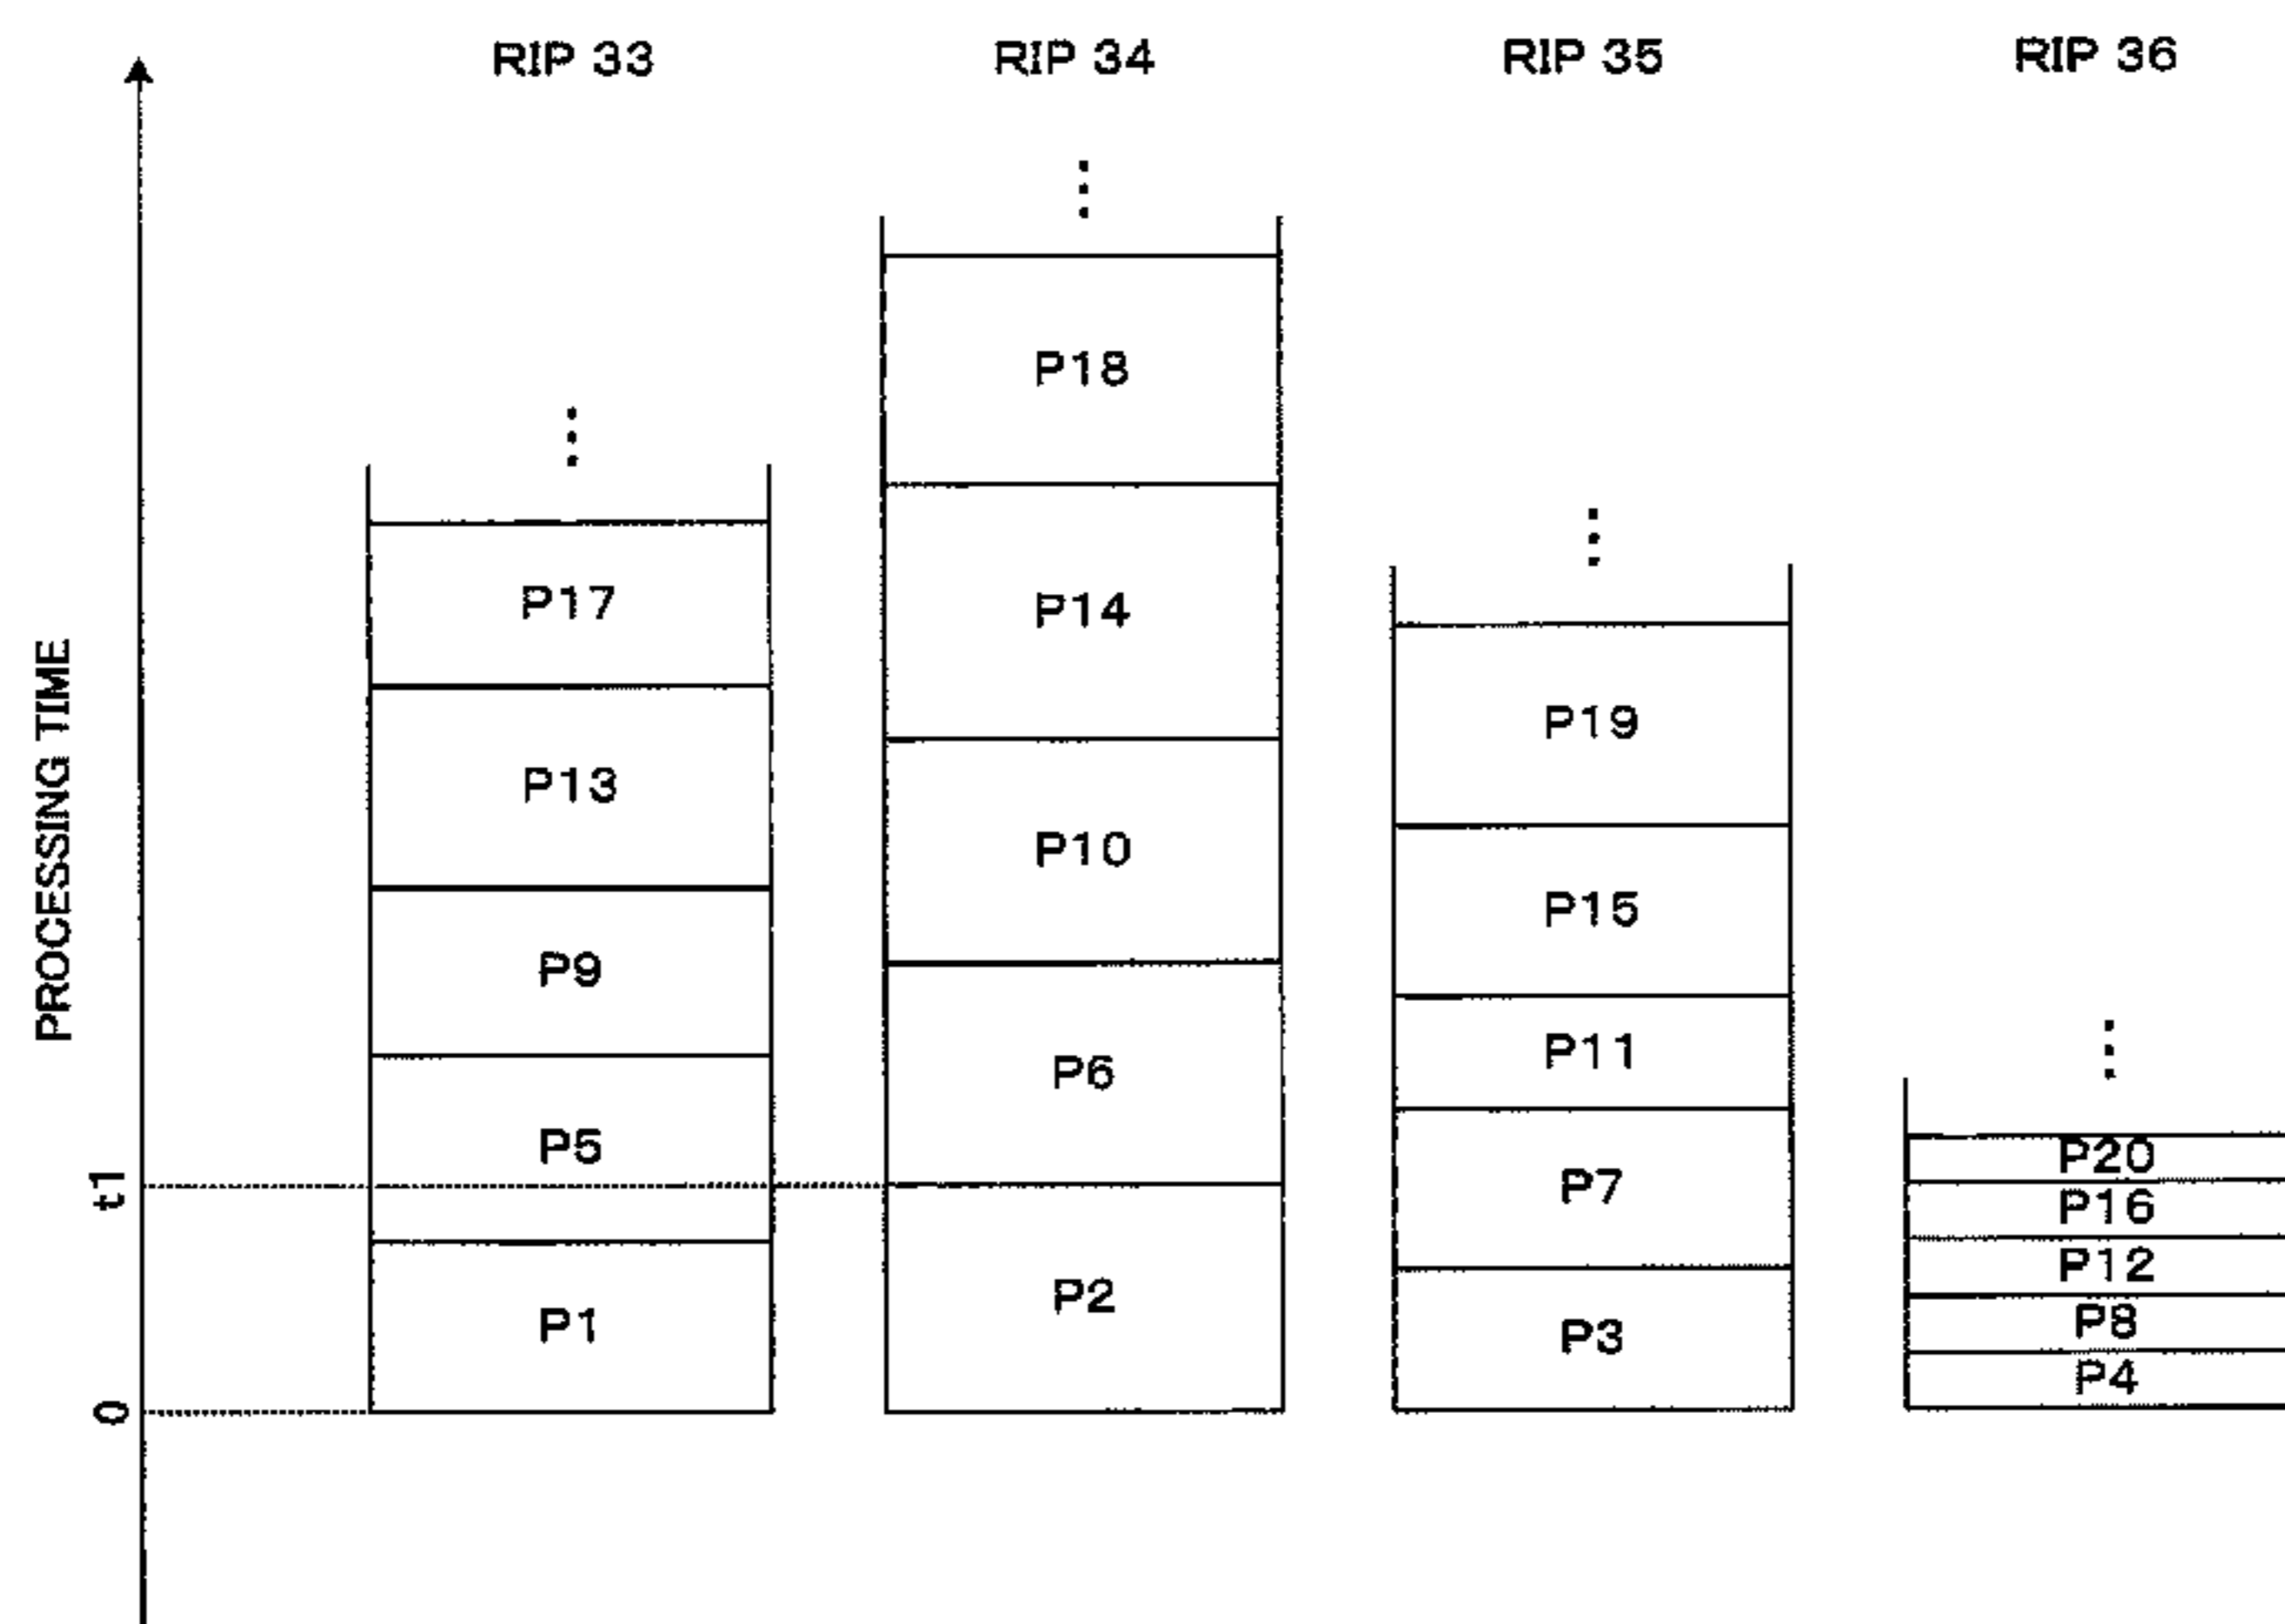 RIP 33
RIP 34
RIP 35
RIP 36
PROCESSING TIME
t1
0
P17
P13
P9
P5
P1
P18
P14
P10
P6
P2
P19
P15
P11
P7
P3
P20
P16
P12
P8
P4